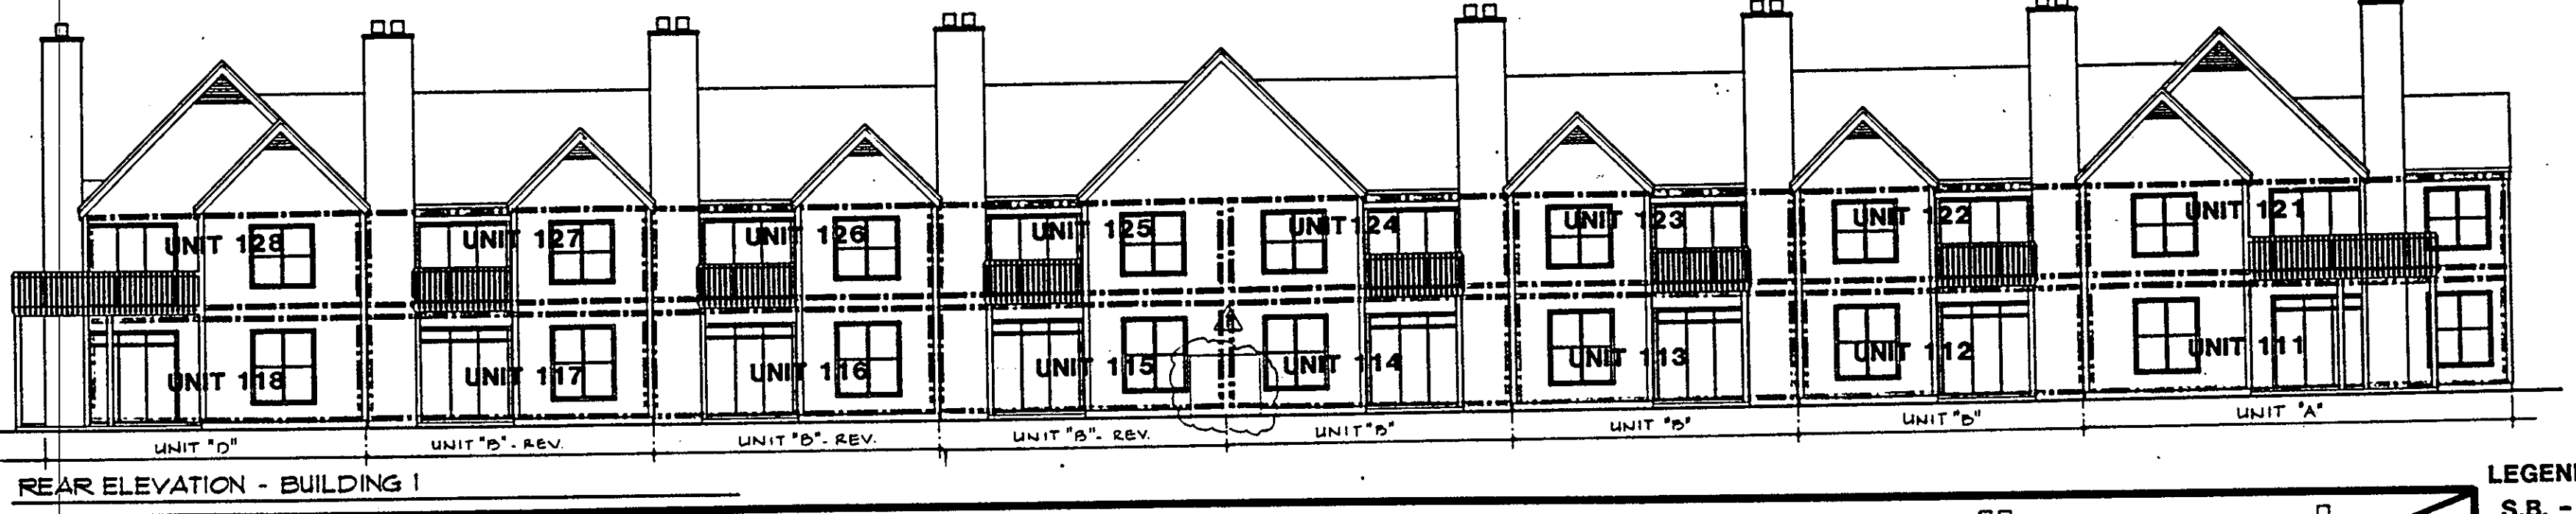 UNIT 128 UNIT 127 UNIT 126 UNIT 125 UNIT 124 UNIT 123 UNIT 122 UNIT 121
UNIT 118 UNIT 117 UNIT 116 UNIT 115 UNIT 114 UNIT 113 UNIT 112 UNIT 111
UNIT "D" UNIT "B"- REV. UNIT "B"- REV. UNIT "B"- REV. UNIT "B" UNIT "B" UNIT "B" UNIT "A"
REAR ELEVATION - BUILDING 1
LEGEN
S.B. -